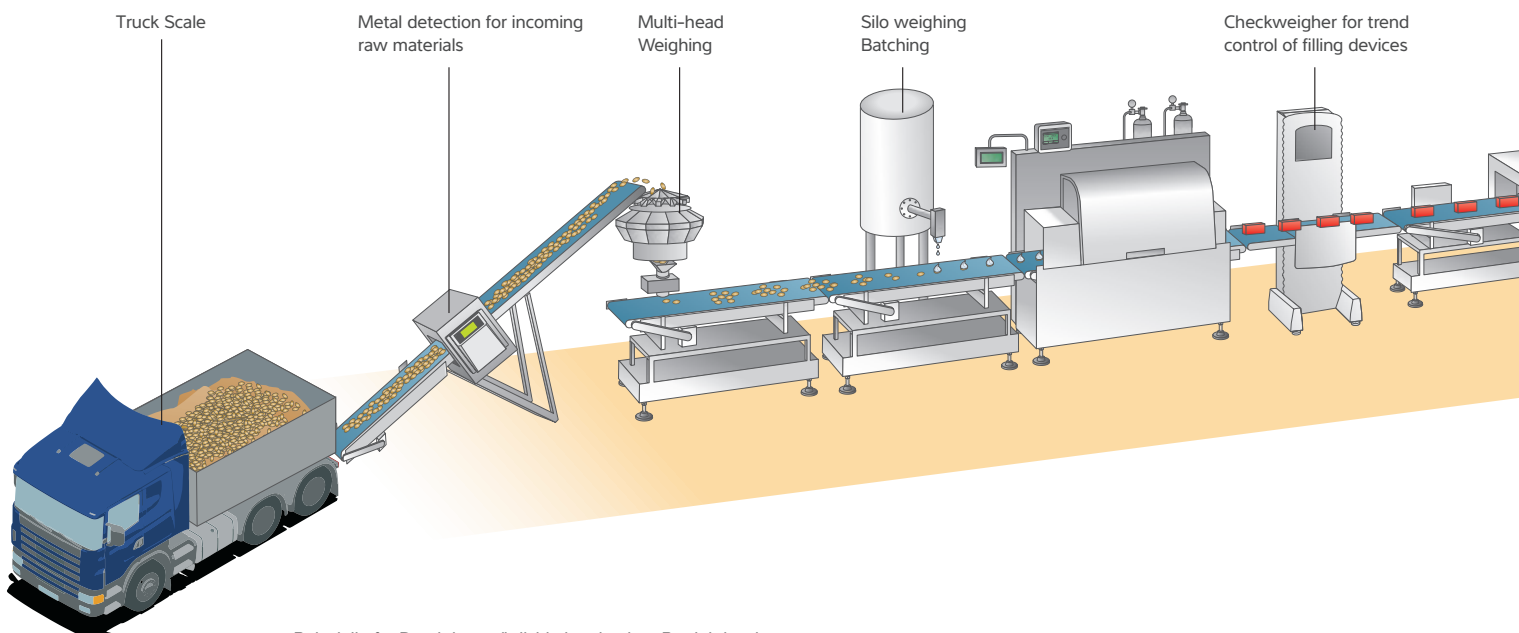 Truck Scale
Metal detection for incoming
raw materials
Multi-head
Weighing
Silo weighing
Batching
Checkweigher for trend
control of filling devices